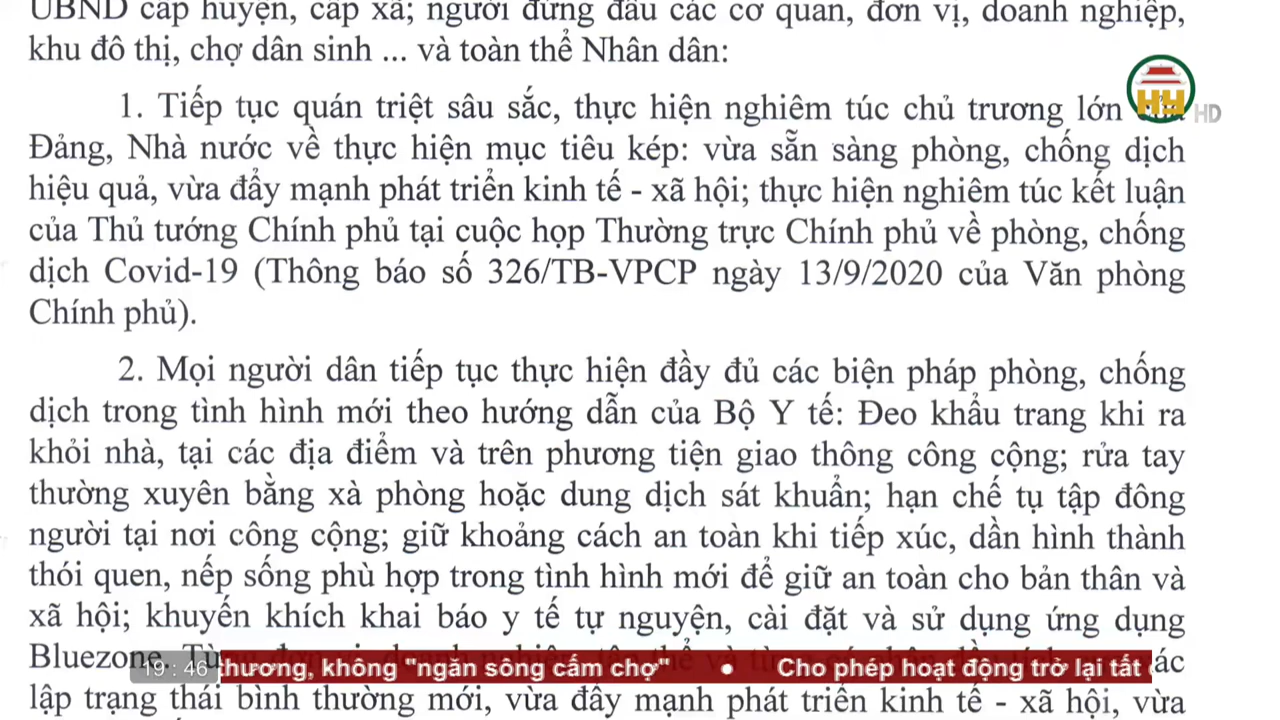 UBND cấp huyện, cấp xã; người đứng đầu các cơ quan, đơn vị, doanh nghiệp,
khu đô thị, chợ dân sinh ... và toàn thể Nhân dân:
1. Tiếp tục quán triệt sâu sắc, thực hiện nghiêm túc chủ trương lớn của
HY HD
Đảng, Nhà nước về thực hiện mục tiêu kép: vừa sẵn sàng phòng, chống dịch
hiệu quả, vừa đẩy mạnh phát triển kinh tế - xã hội; thực hiện nghiêm túc kết luận
của Thủ tướng Chính phủ tại cuộc họp Thường trực Chính phủ về phòng, chống
dịch Covid-19 (Thông báo số 326/TB-VPCP ngày 13/9/2020 của Văn phòng
Chính phủ).
2. Mọi người dân tiếp tục thực hiện đầy đủ các biện pháp phòng, chống
dịch trong tình hình mới theo hướng dẫn của Bộ Y tế: Đeo khẩu trang khi ra
khỏi nhà, tại các địa điểm và trên phương tiện giao thông công cộng; rửa tay
thường xuyên bằng xà phòng hoặc dung dịch sát khuẩn; hạn chế tụ tập đông
người tại nơi công cộng; giữ khoảng cách an toàn khi tiếp xúc, dần hình thành
thói quen, nếp sống phù hợp trong tình hình mới để giữ an toàn cho bản thân và
xã hội; khuyến khích khai báo y tế tự nguyện, cài đặt và sử dụng ứng dụng
Bluezone.
19 : 46 hương, không "ngăn sông cấm chợ" • Cho phép hoạt động trở lại tất
lập trạng thái bình thường mới, vừa đẩy mạnh phát triển kinh tế - xã hội, vừa